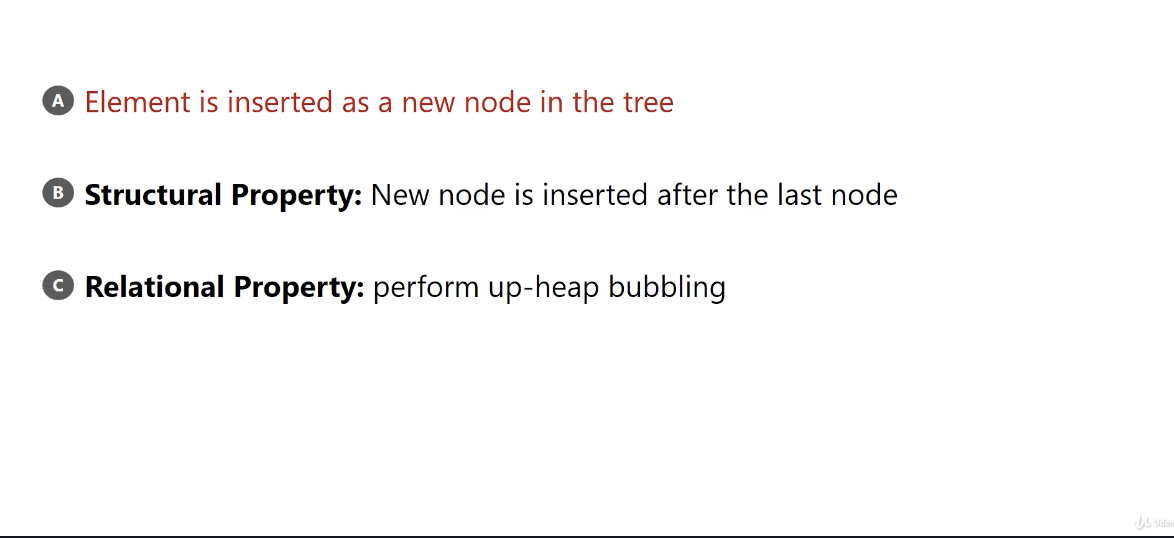 A Element is inserted as a new node in the tree
B Structural Property: New node is inserted after the last node
C Relational Property: perform up-heap bubbling